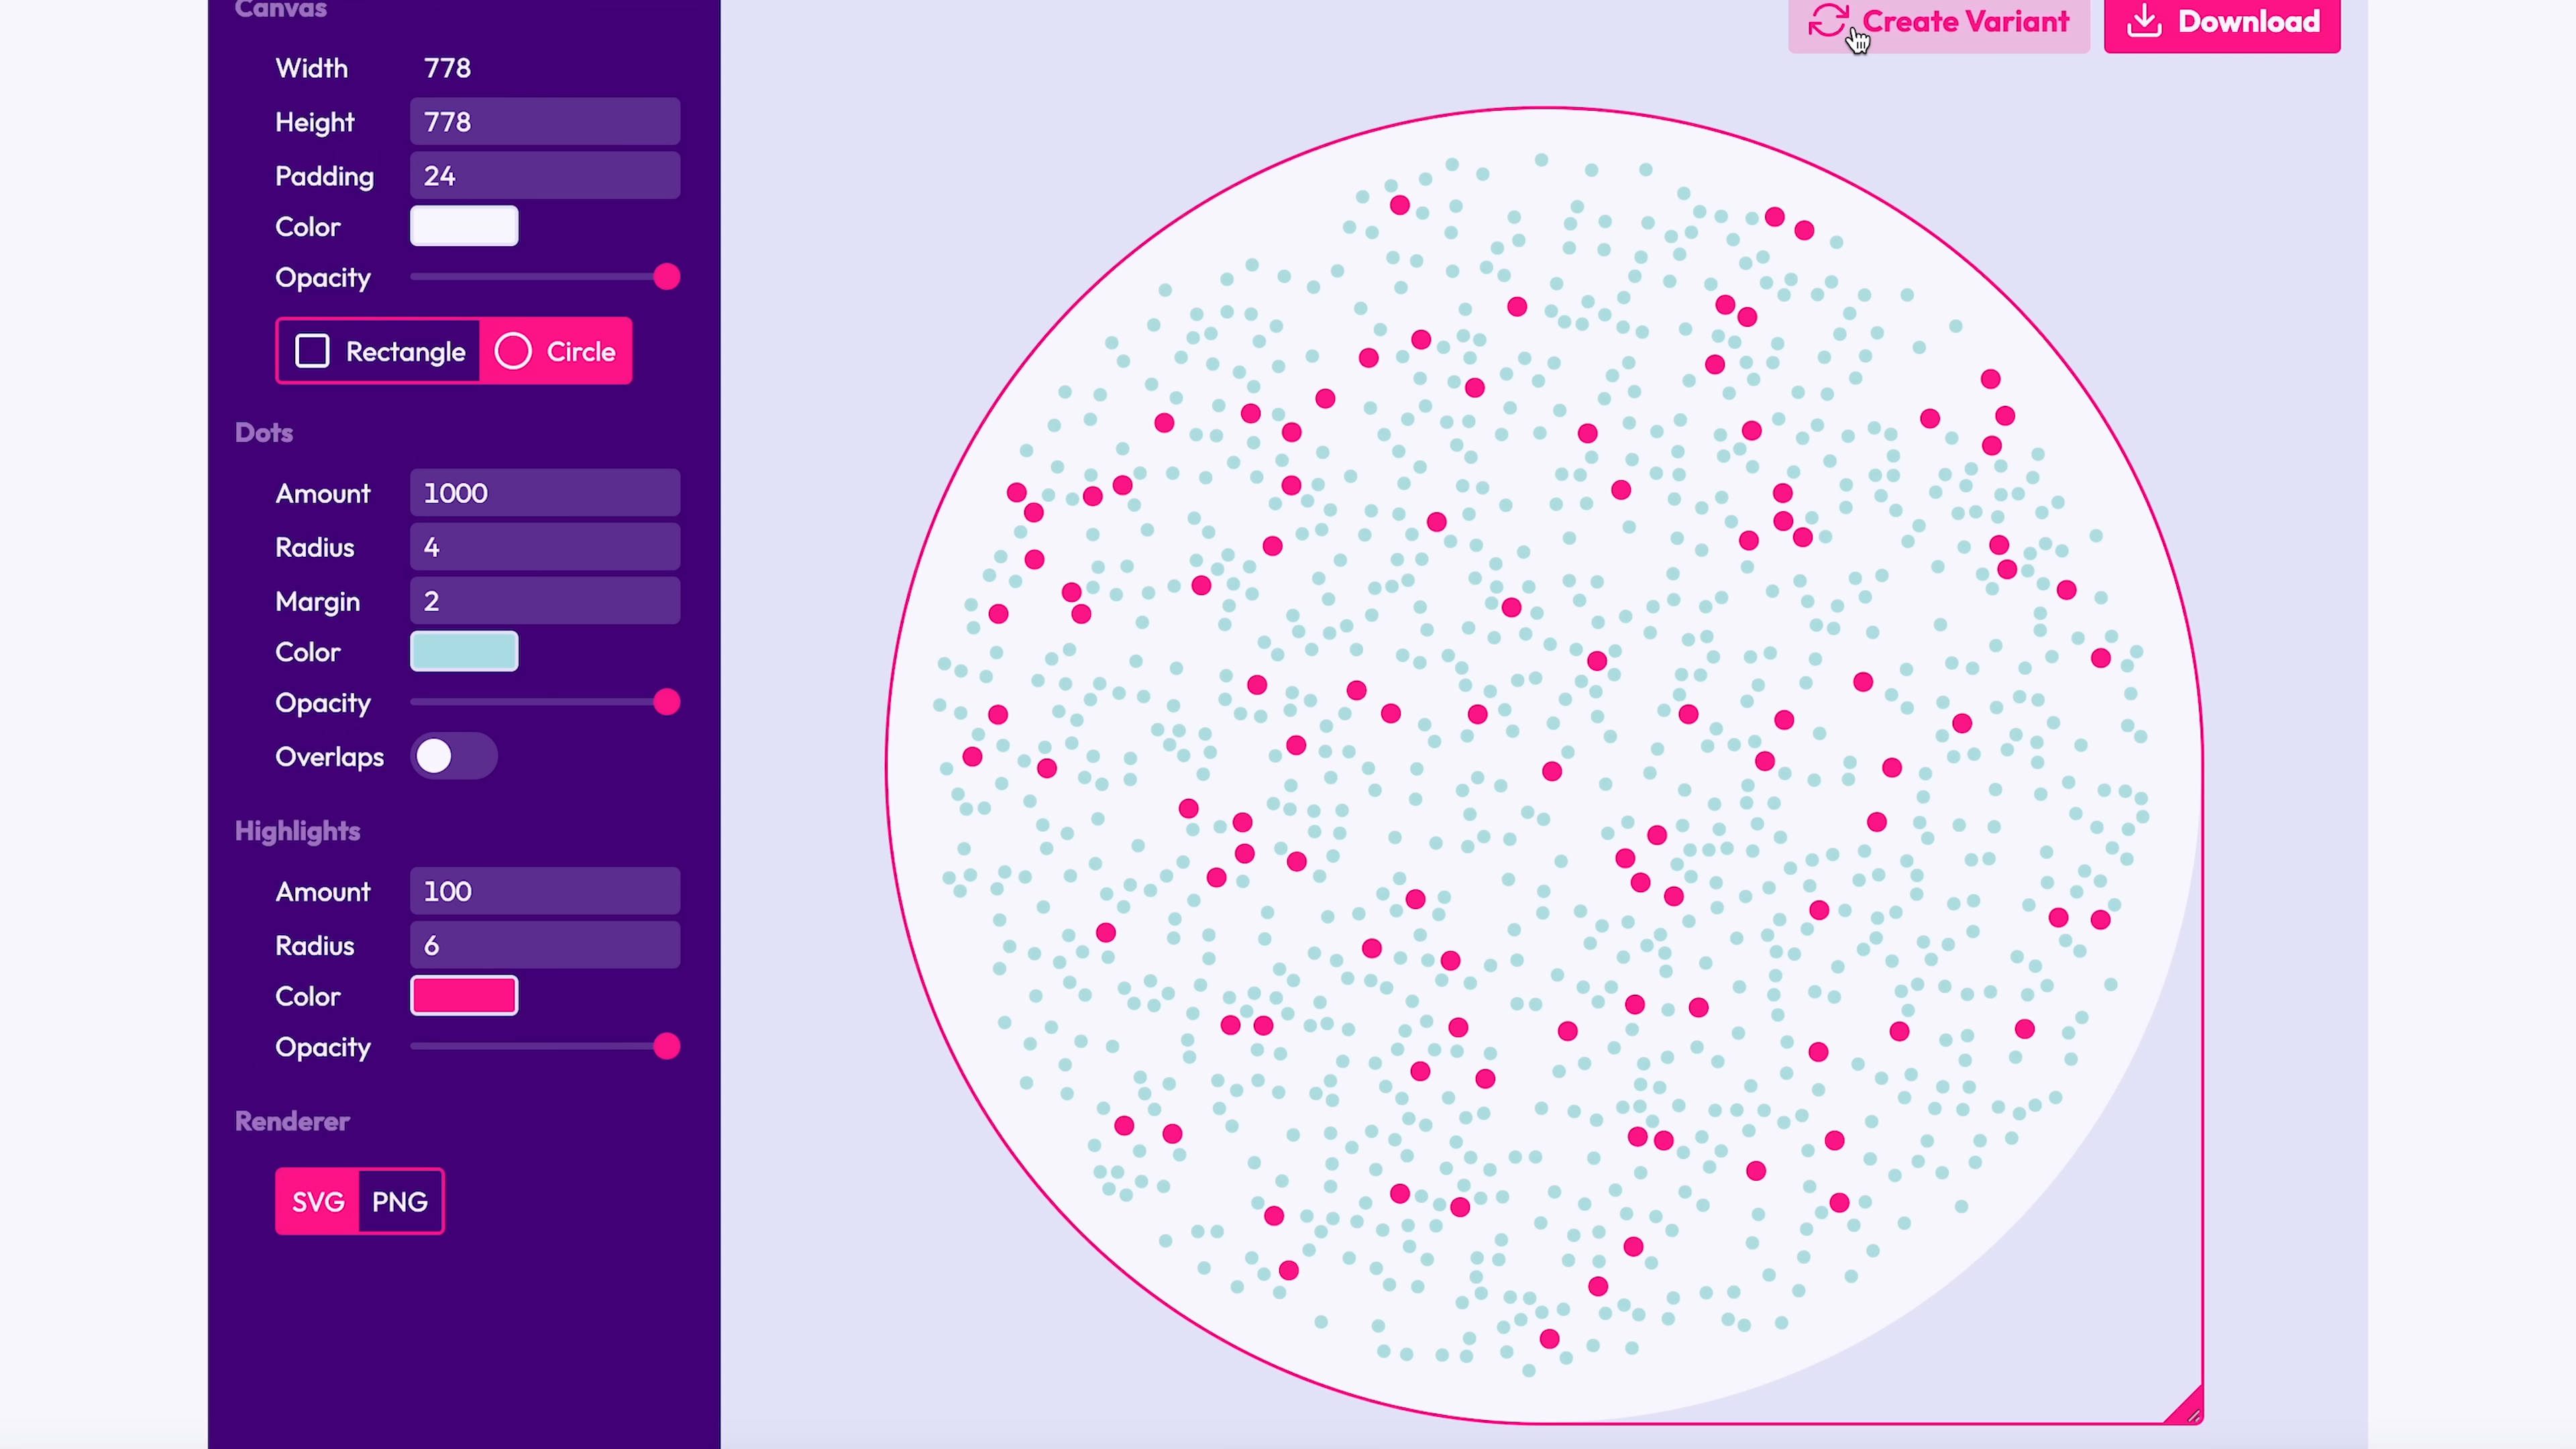 Canvas
Width 778
Height 778
Padding 24
Color
Opacity
Rectangle Circle
Dots
Amount 1000
Radius 4
Margin 2
Color
Opacity
Overlaps
Highlights
Amount 100
Radius 6
Color
Opacity
Renderer
SVG PNG
Create Variant Download